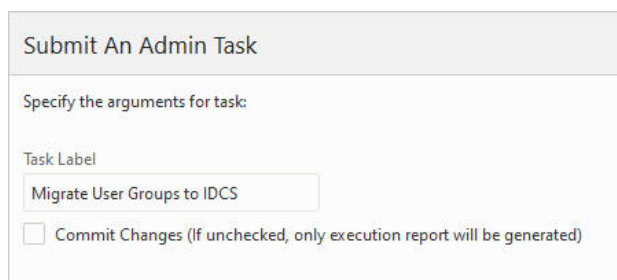 Submit An Admin Task
Specify the arguments for task:
Task Label
Migrate User Groups to IDCS
Commit Changes (If unchecked, only execution report will be generated)